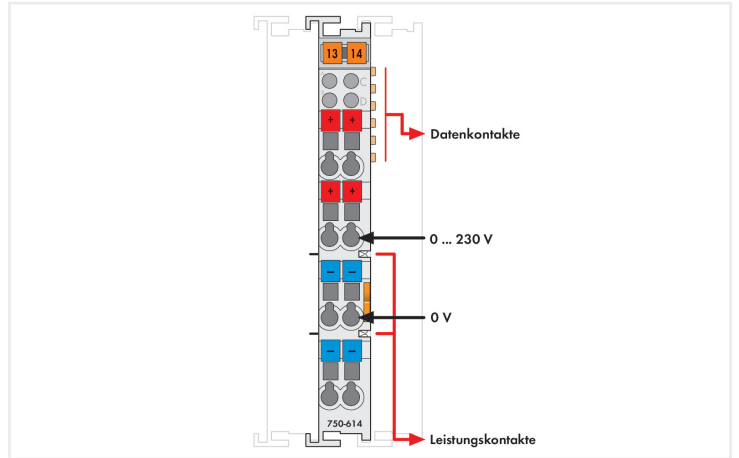 13 14
C
D
+ +
Datenkontakte
+ +
0 ... 230 V
– –
0 V
– –
750-614
Leistungskontakte